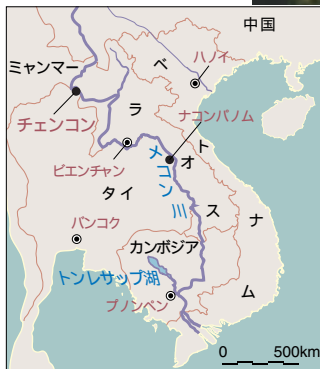 中国
ミャンマー
ハノイ
チェンコン
ナコンパノム
ビエンチャン
ラオス
ベトナム
メコン川
タイ
バンコク
カンボジア
トンレサップ湖
プノンペン
0 500km